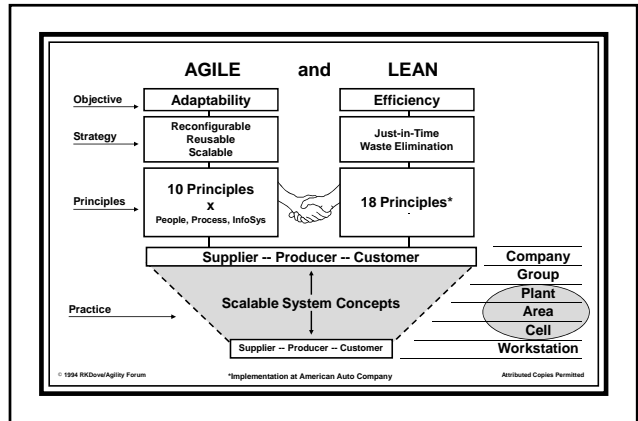 AGILE and LEAN
Objective
Adaptability
Efficiency
Strategy
Reconfigurable
Reusable
Scalable
Just-in-Time
Waste Elimination
Principles
10 Principles
x
People, Process, InfoSys
18 Principles*
Supplier -- Producer -- Customer
Company
Group
Plant
Area
Cell
Workstation
Practice
Scalable System Concepts
Supplier -- Producer -- Customer
© 1994 RKDove/Agility Forum
*Implementation at American Auto Company
Attributed Copies Permitted